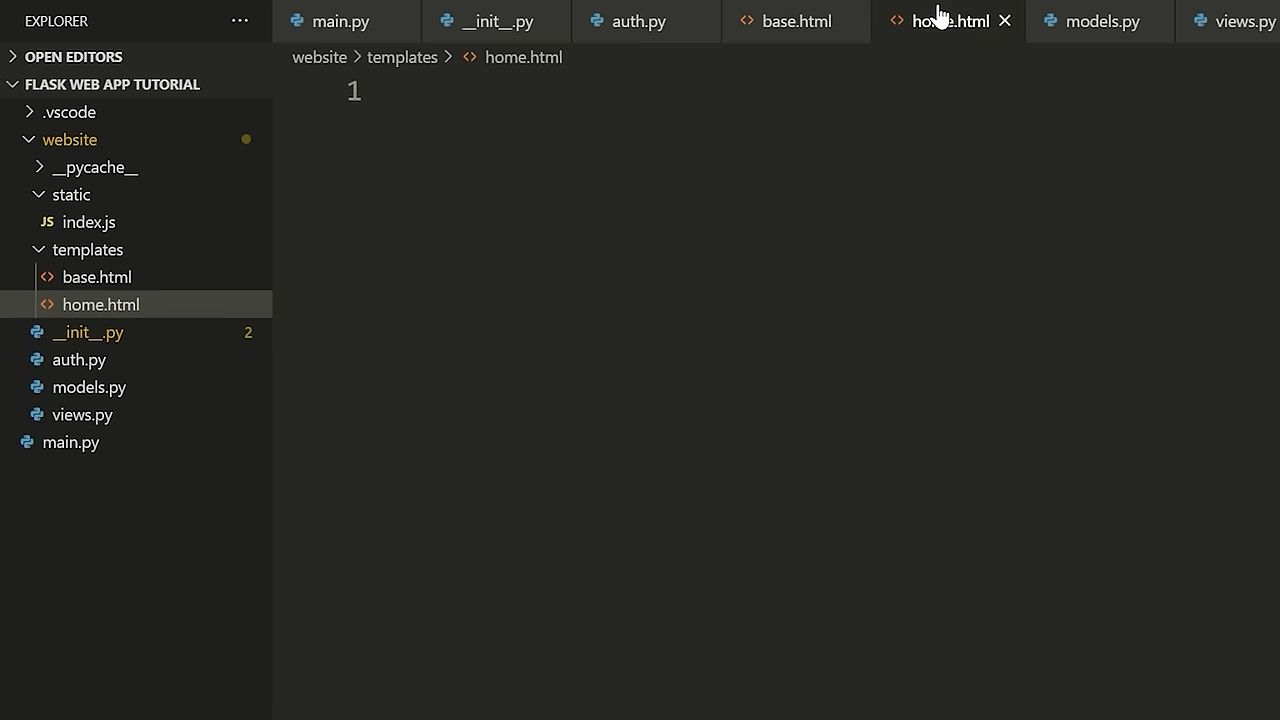 EXPLORER ···
main.py __init__.py auth.py base.html home.html models.py views.py
OPEN EDITORS
website templates home.html
FLASK WEB APP TUTORIAL
1
.vscode
website
__pycache__
static
JS index.js
templates
base.html
home.html
__init__.py 2
auth.py
models.py
views.py
main.py